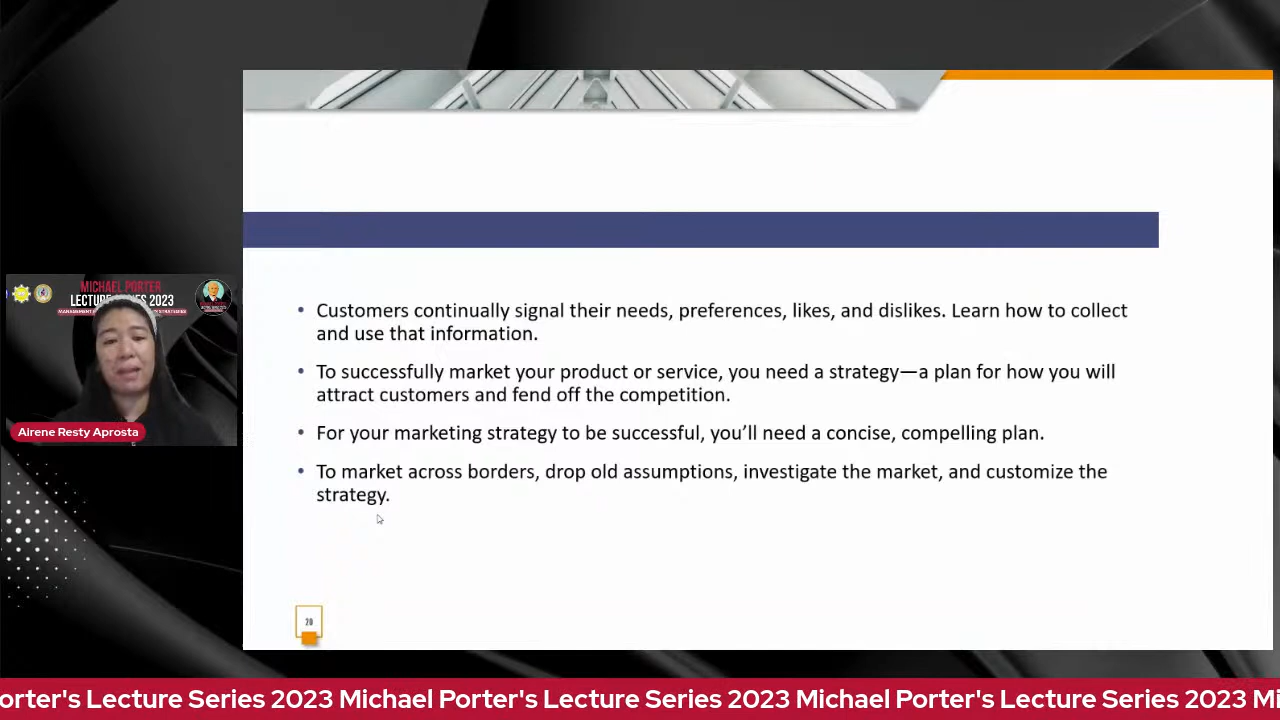 MICHAEL PORTER
LECTURE SERIES 2023
Airene Resty Aprosta
• Customers continually signal their needs, preferences, likes, and dislikes. Learn how to collect
and use that information.
• To successfully market your product or service, you need a strategy—a plan for how you will
attract customers and fend off the competition.
• For your marketing strategy to be successful, you’ll need a concise, compelling plan.
• To market across borders, drop old assumptions, investigate the market, and customize the
strategy.
20
orter's Lecture Series 2023 Michael Porter's Lecture Series 2023 Michael Porter's Lecture Series 2023 Mi